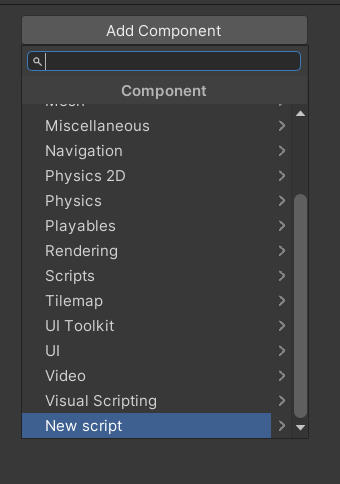 Add Component
Component
Miscellaneous
Navigation
Physics 2D
Physics
Playables
Rendering
Scripts
Tilemap
UI Toolkit
UI
Video
Visual Scripting
New script